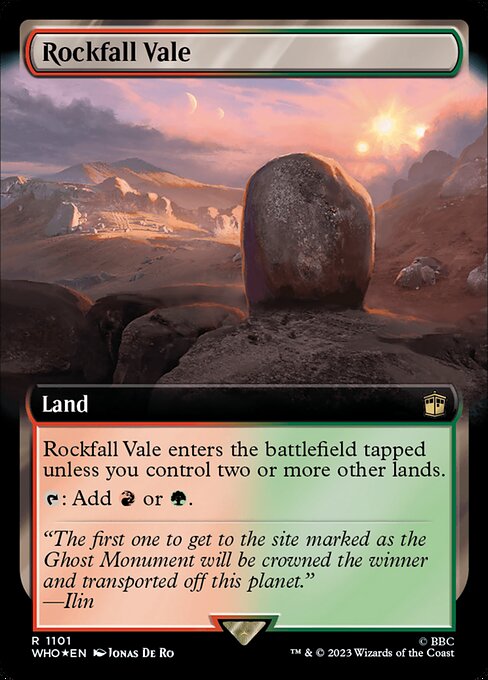 Rockfall Vale
Land
Rockfall Vale enters the battlefield tapped
unless you control two or more other lands.
: Add or .
“The first one to get to the site marked as the
Ghost Monument will be crowned the winner
and transported off this planet.”
—Ilin
R 1101
WHO★EN Jonas De Ro
© BBC
™ & © 2023 Wizards of the Coast